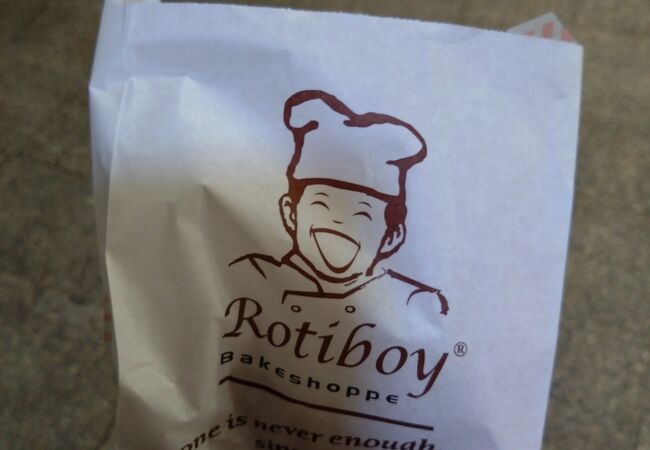 Rotiboy®
Bakeshoppe
one is never enough